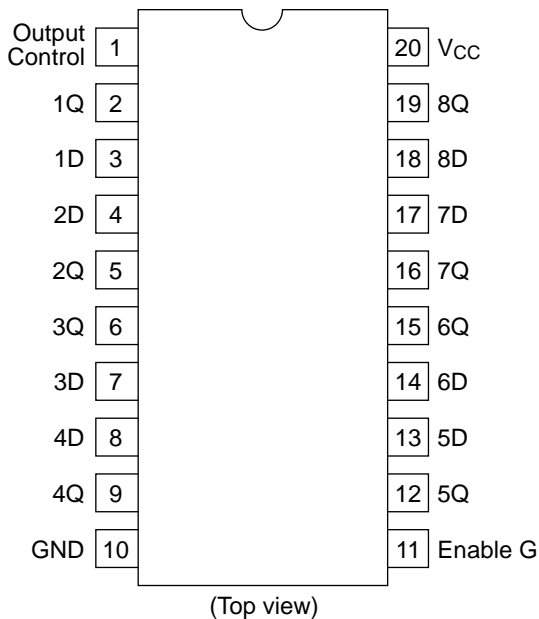 Output
Control 1 20 VCC
1Q 2 19 8Q
1D 3 18 8D
2D 4 17 7D
2Q 5 16 7Q
3Q 6 15 6Q
3D 7 14 6D
4D 8 13 5D
4Q 9 12 5Q
GND 10 11 Enable G
(Top view)